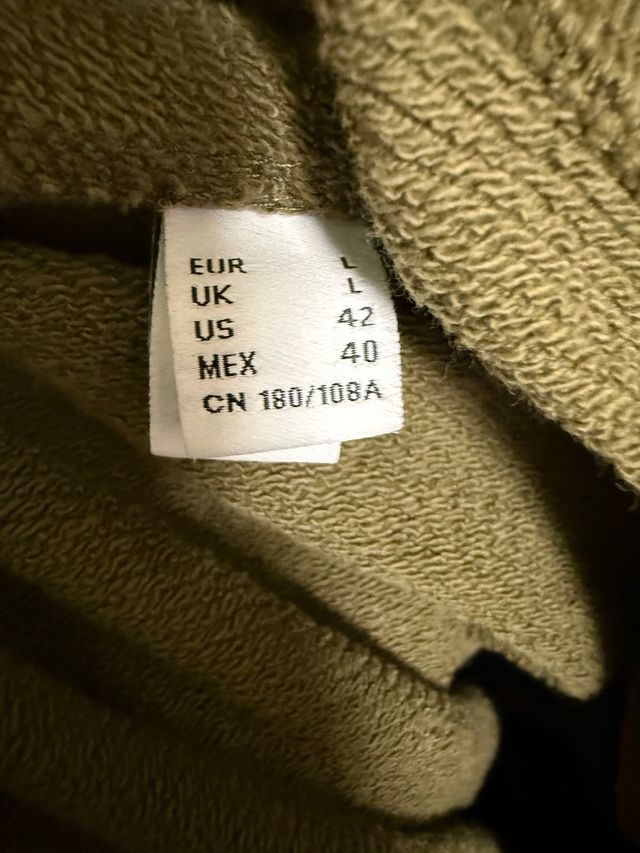 EUR L
UK L
US 42
MEX 40
CN 180/108A